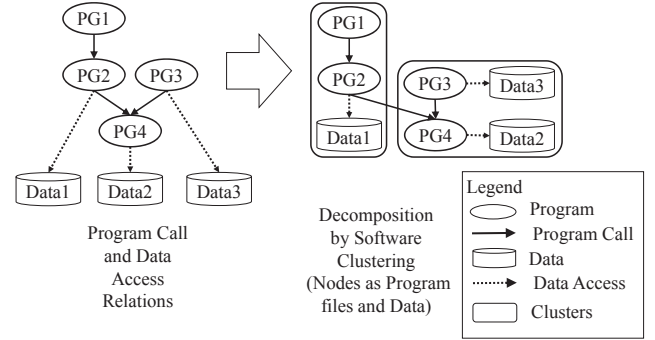 PG1
PG2
PG3
PG4
Data1
Data2
Data3
Program Call
and Data
Access
Relations
PG1
PG2
Data1
PG3
Data3
PG4
Data2
Decomposition
by Software
Clustering
(Nodes as Program
files and Data)
Legend
Program
Program Call
Data
Data Access
Clusters